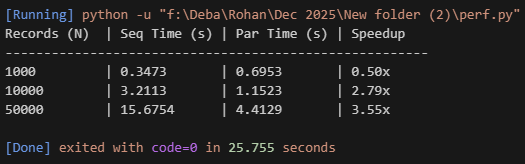 [Running] python -u "f:\Deba\Rohan\Dec 2025\New folder (2)\perf.py"
Records (N)  | Seq Time (s) | Par Time (s) | Speedup
-------------------------------------------------------
1000         | 0.3473       | 0.6953       | 0.50x
10000        | 3.2113       | 1.1523       | 2.79x
50000        | 15.6754      | 4.4129       | 3.55x
[Done] exited with code=0 in 25.755 seconds